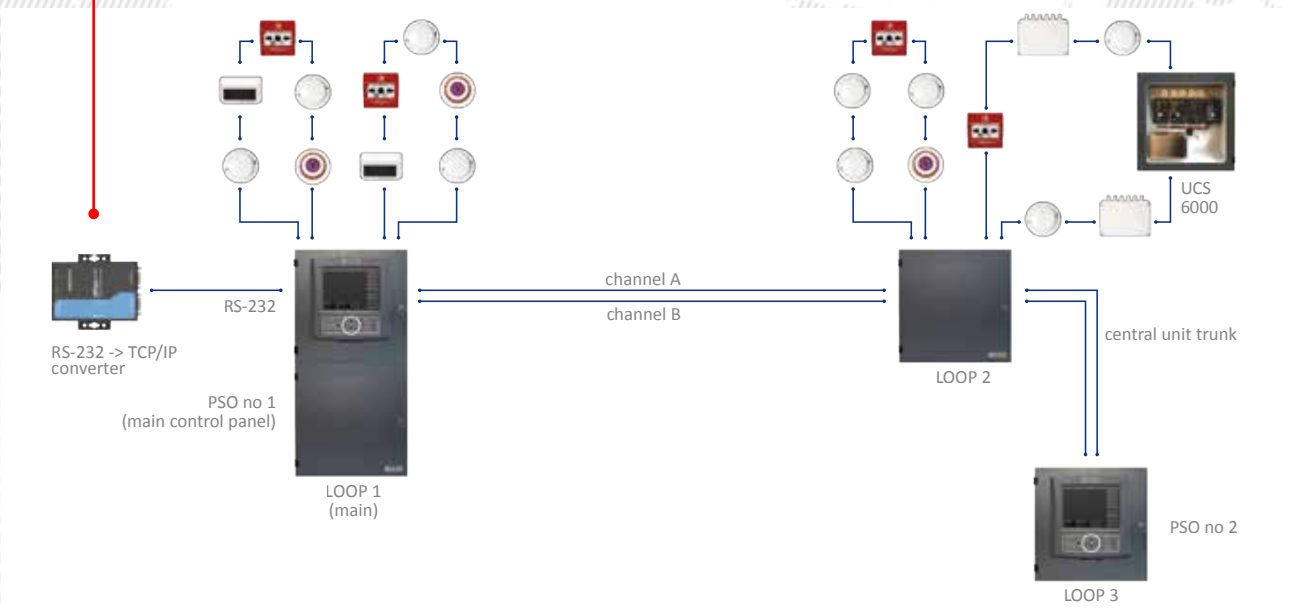 UCS
6000
channel A
RS-232
channel B
central unit trunk
RS-232 -> TCP/IP
converter
LOOP 2
PSO no 1
(main control panel)
LOOP 1
(main)
PSO no 2
LOOP 3